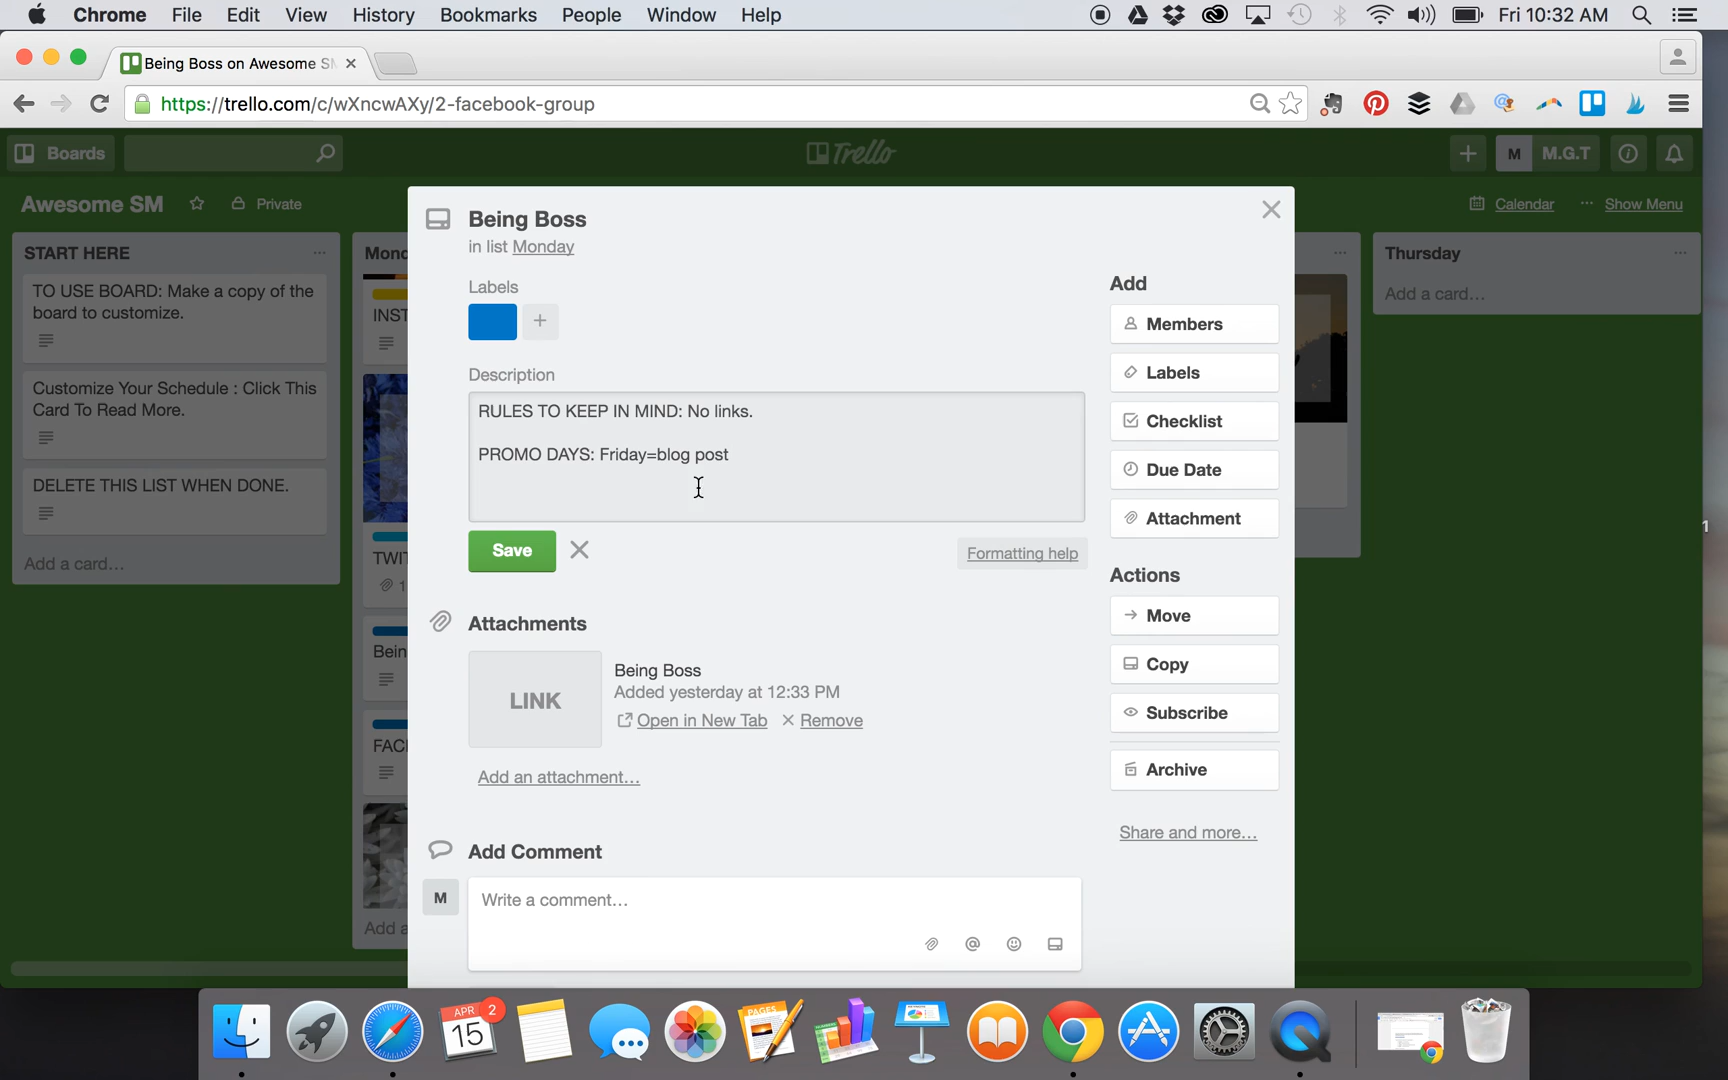 Chrome File Edit View History Bookmarks People Window Help Fri 10:32 AM
Being Boss on Awesome SM
https://trello.com/c/wXncwAXy/2-facebook-group
Boards Trello M M.G.T
Awesome SM Private Calendar ... Show Menu
START HERE ...
TO USE BOARD: Make a copy of the
board to customize.
Customize Your Schedule : Click This
Card To Read More.
DELETE THIS LIST WHEN DONE.
Add a card...
Mond
INST
TWIT
1
Bein
FACE
Add a
Being Boss
in list Monday
Labels
+
Description
RULES TO KEEP IN MIND: No links.
PROMO DAYS: Friday=blog post
Save
Formatting help
Attachments
LINK
Being Boss
Added yesterday at 12:33 PM
Open in New Tab Remove
Add an attachment...
Add Comment
M
Write a comment...
Add
Members
Labels
Checklist
Due Date
Attachment
Actions
Move
Copy
Subscribe
Archive
Share and more...
...
Thursday ...
Add a card...
1
APR 2
15